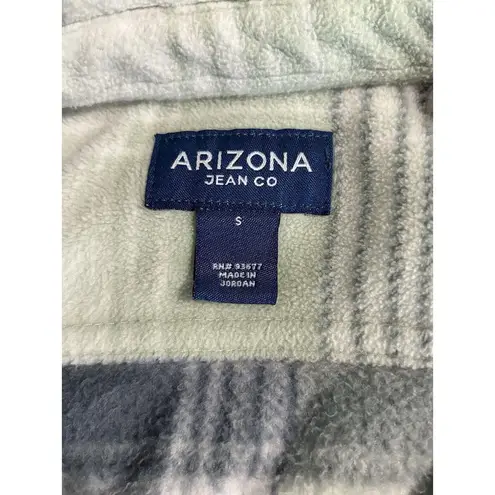 ARIZONA
JEAN CO
S
RN# 93677
MADE IN
JORDAN